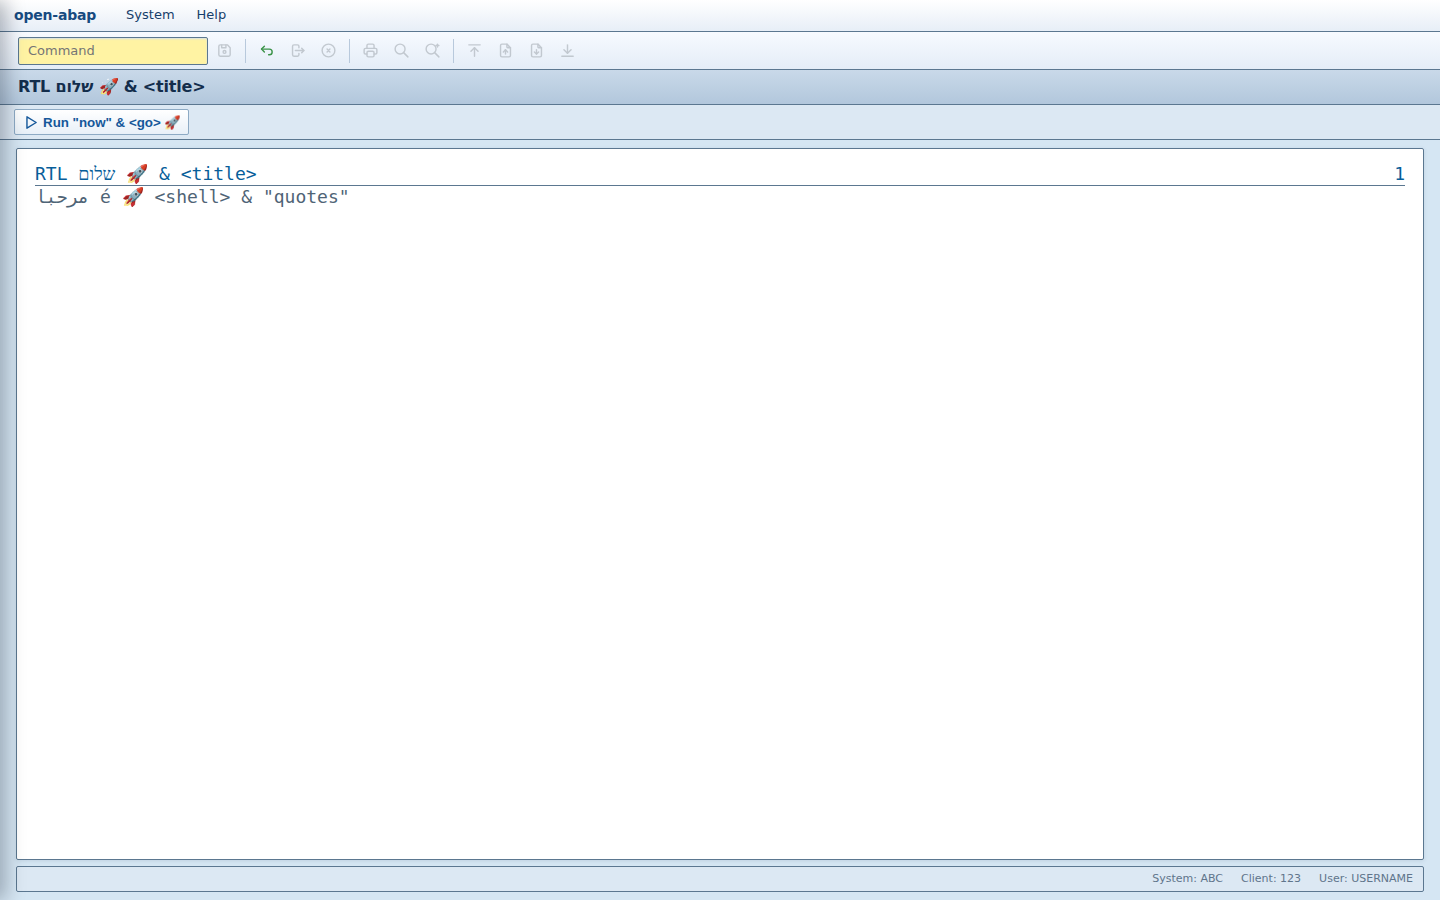 open-abap System Help
Command
RTL שלום 🚀 & <title>
Run "now" & <go> 🚀
RTL שלום 🚀 & <title> 1
مرحبا é 🚀 <shell> & "quotes"
System: ABC Client: 123 User: USERNAME